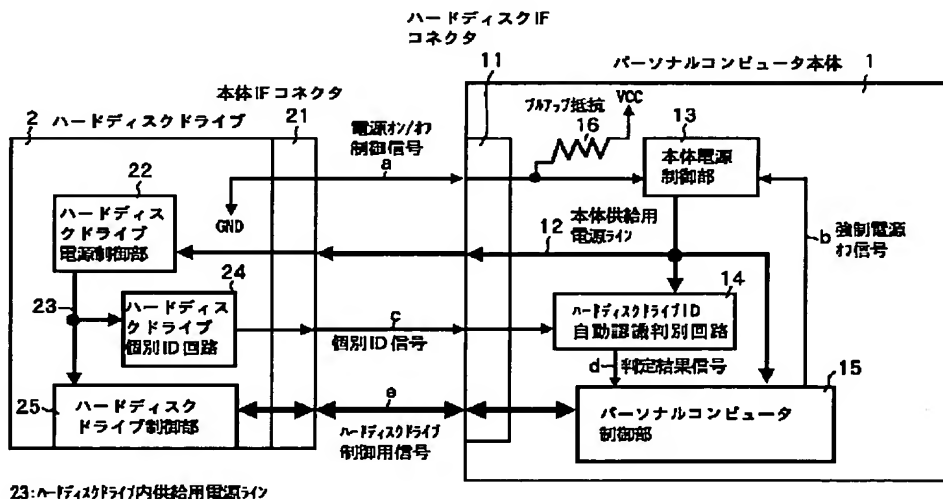 ハードディスクIF
コネクタ
11
パーソナルコンピュータ本体
1
本体IFコネクタ
21
2
ハードディスクドライブ
電源オン/オフ
制御信号
a
プルアップ抵抗
16
VCC
13
本体電源
制御部
22
ハードディス
クドライブ
電源制御部
GND
12
本体供給用
電源ライン
b
強制電源
オフ信号
23
24
ハードディス
クドライブ
個別ID回路
c
個別ID信号
14
ハードディスクドライブID
自動認識判別回路
d
判定結果信号
15
25
ハードディスク
ドライブ制御部
e
ハードディスクドライブ
制御用信号
パーソナルコンピュータ
制御部
23:ハードディスクドライブ内供給用電源ライン